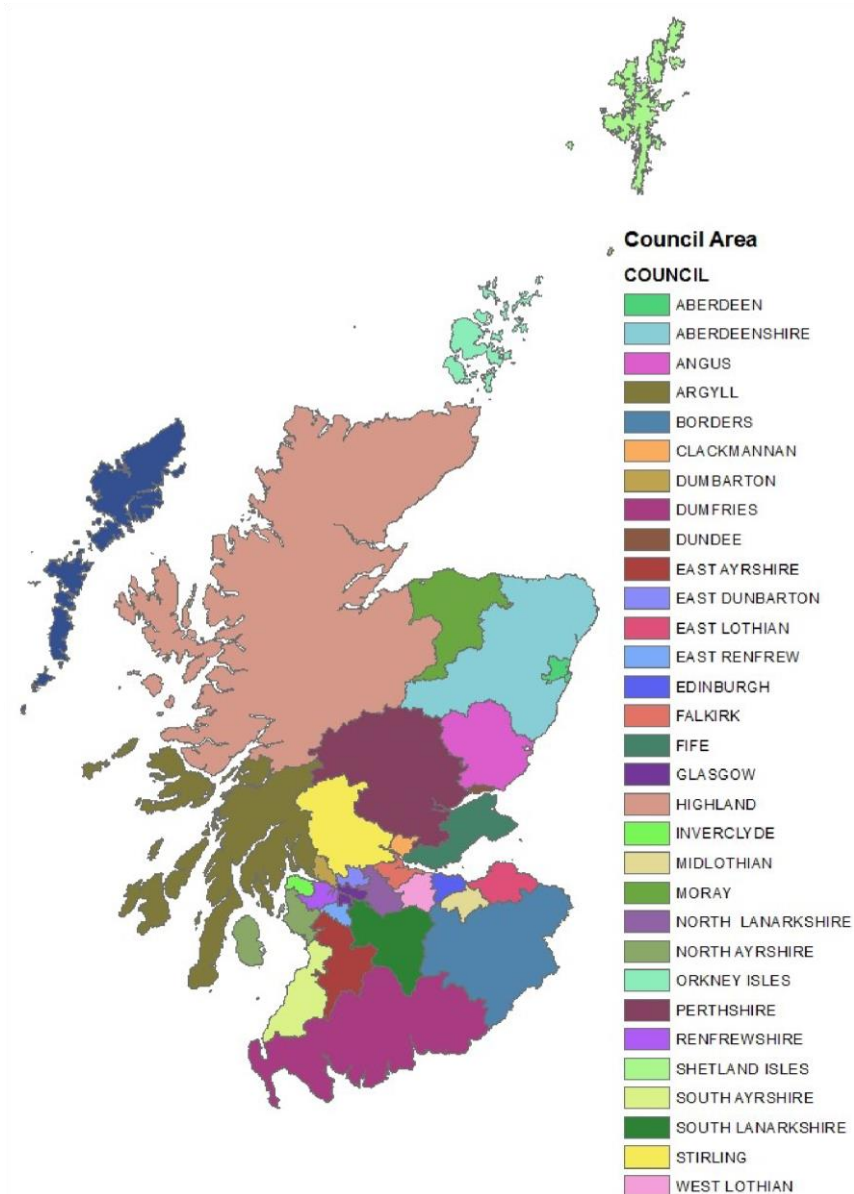 Council Area
COUNCIL
ABERDEEN
ABERDEENSHIRE
ANGUS
ARGYLL
BORDERS
CLACKMANNAN
DUMBARTON
DUMFRIES
DUNDEE
EAST AYRSHIRE
EAST DUNBARTON
EAST LOTHIAN
EAST RENFREW
EDINBURGH
FALKIRK
FIFE
GLASGOW
HIGHLAND
INVERCLYDE
MIDLOTHIAN
MORAY
NORTH LANARKSHIRE
NORTH AYRSHIRE
ORKNEY ISLES
PERTHSHIRE
RENFREWSHIRE
SHETLAND ISLES
SOUTH AYRSHIRE
SOUTH LANARKSHIRE
STIRLING
WEST LOTHIAN